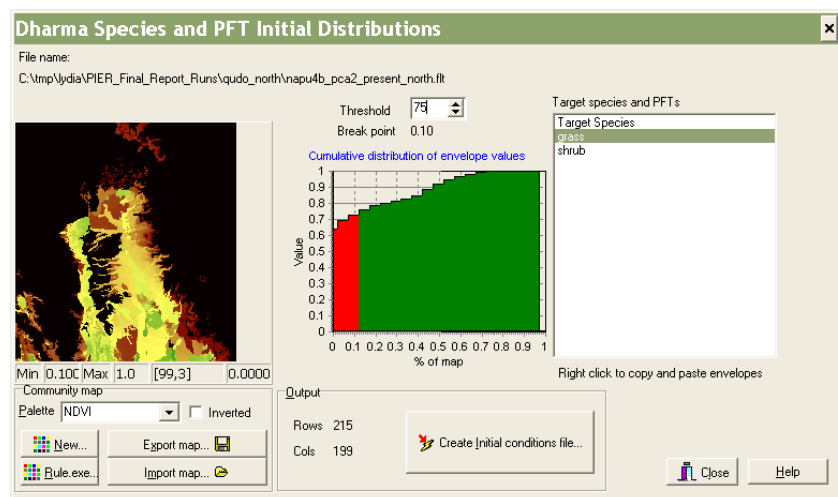 Dharma Species and PFT Initial Distributions
File name:
C:\tmp\lydia\PIER_Final_Report_Runs\qudo_north\napu4b_pca2_present_north.flt
Threshold 75
Break point 0.10
Target species and PFTs
Target Species
grass
shrub
Cumulative distribution of envelope values
1
0.9
0.8
0.7
0.6
0.5
0.4
0.3
0.2
0.1
0
Value
0 0.1 0.2 0.3 0.4 0.5 0.6 0.7 0.8 0.9 1
% of map
Right click to copy and paste envelopes
Min 0.100 Max 1.0 [99,3] 0.0000
Community map
Palette NDVI Inverted
New... Export map...
Rule.exe... Import map...
Output
Rows 215
Cols 199
Create Initial conditions file...
Close Help